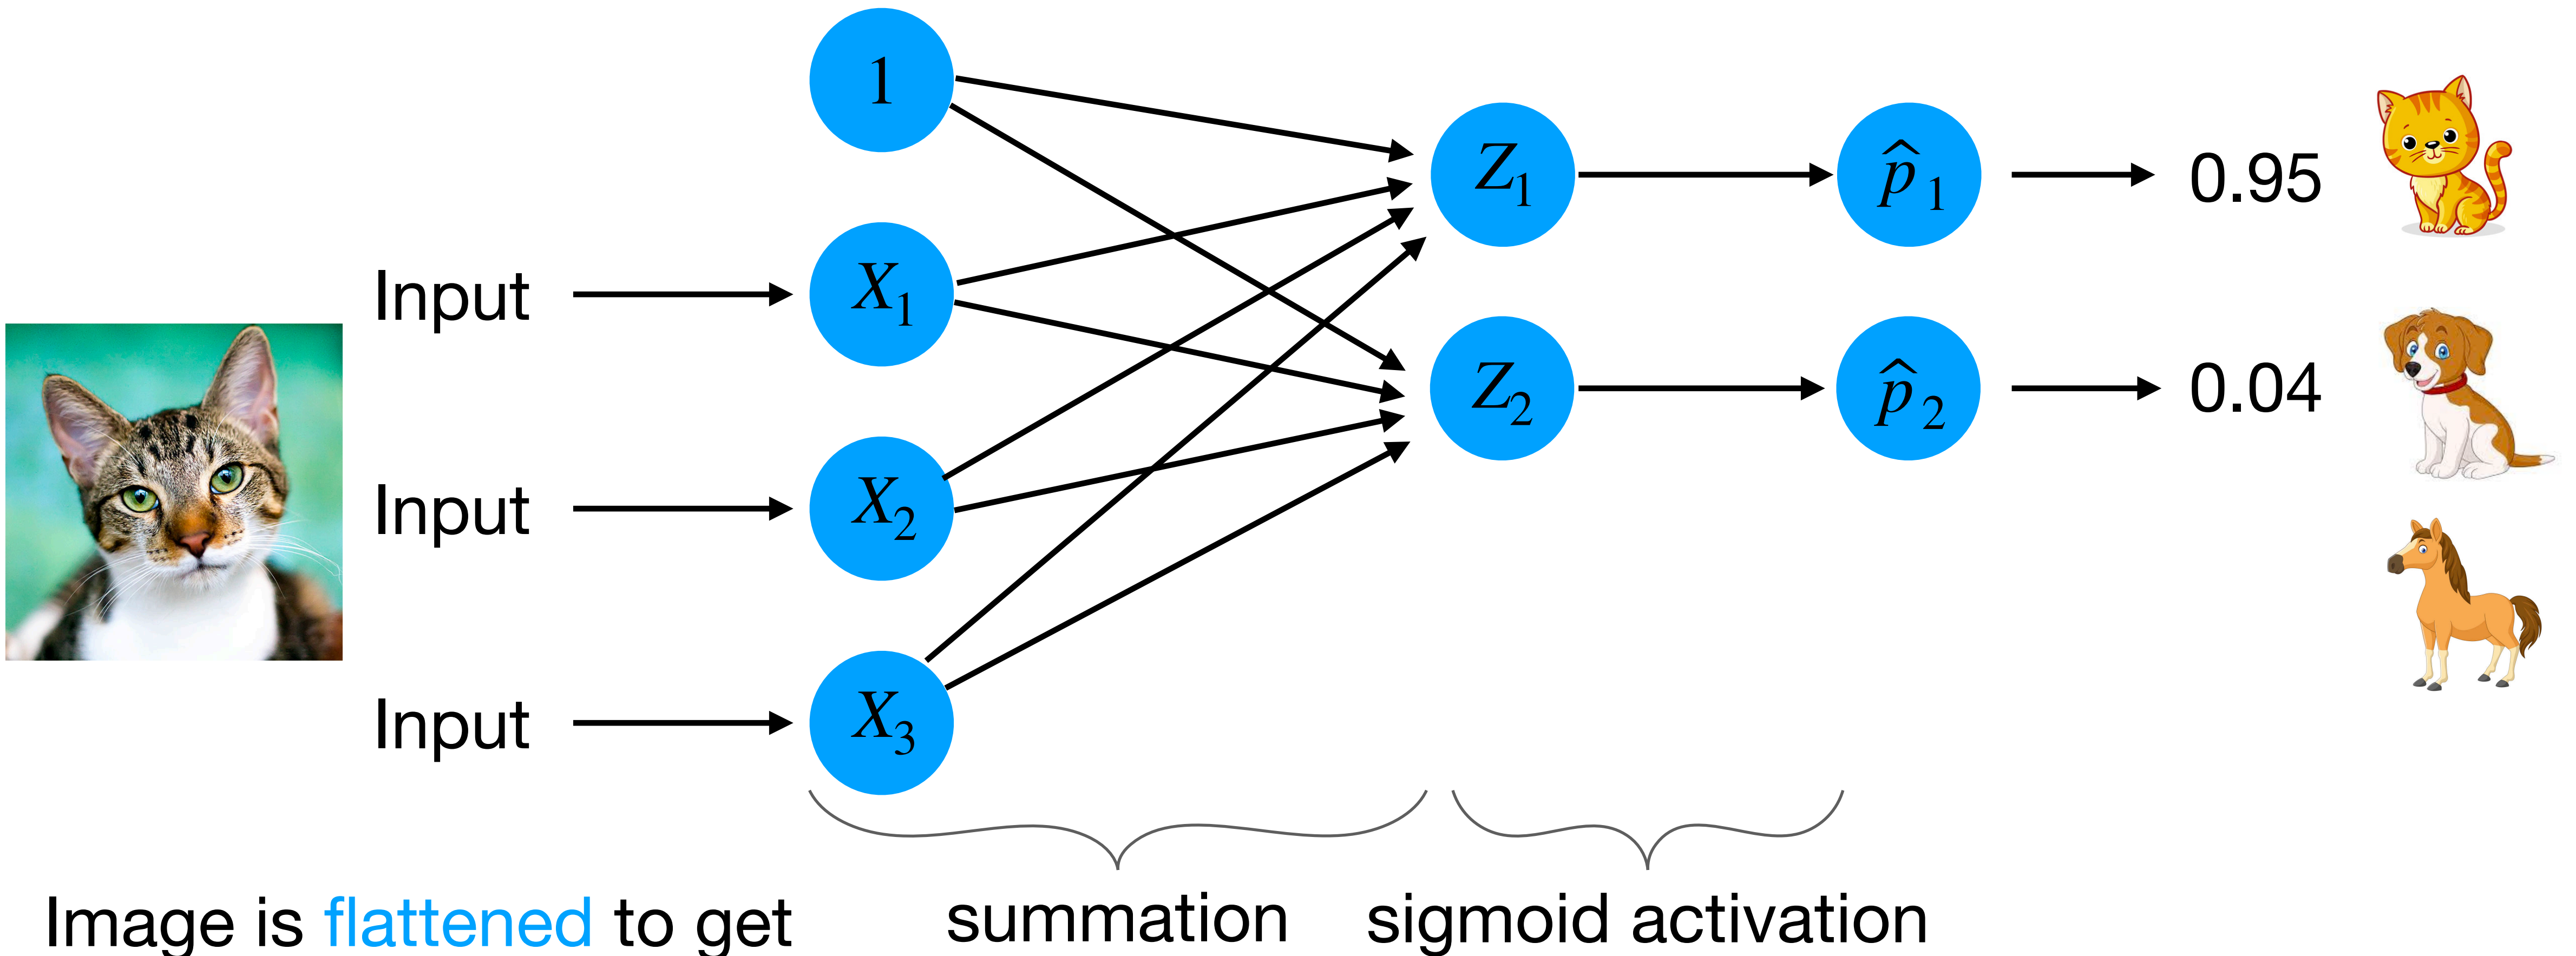 1
Z₁
p̂₁
0.95
Input
X₁
Z₂
p̂₂
0.04
Input
X₂
Input
X₃
Image is flattened to get
summation
sigmoid activation